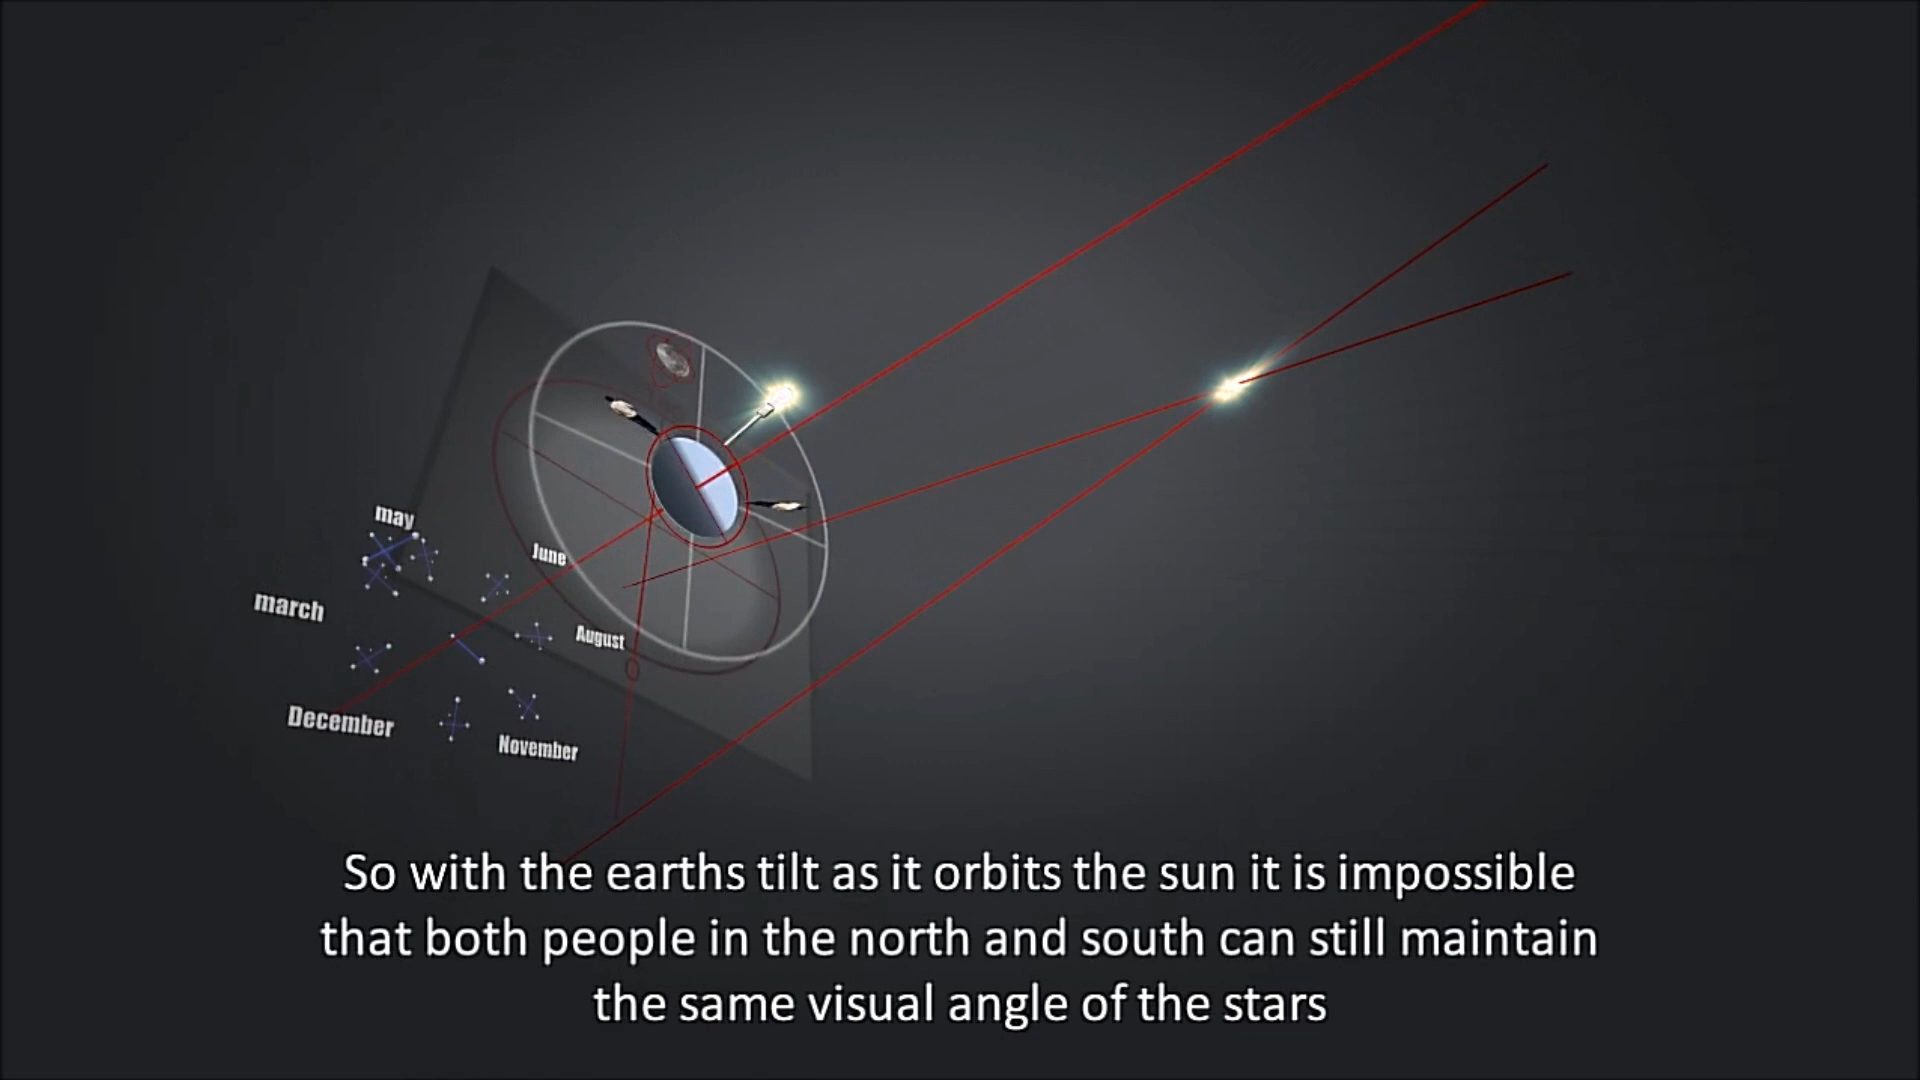 may
June
march
August
December
November
So with the earths tilt as it orbits the sun it is impossible
that both people in the north and south can still maintain
the same visual angle of the stars